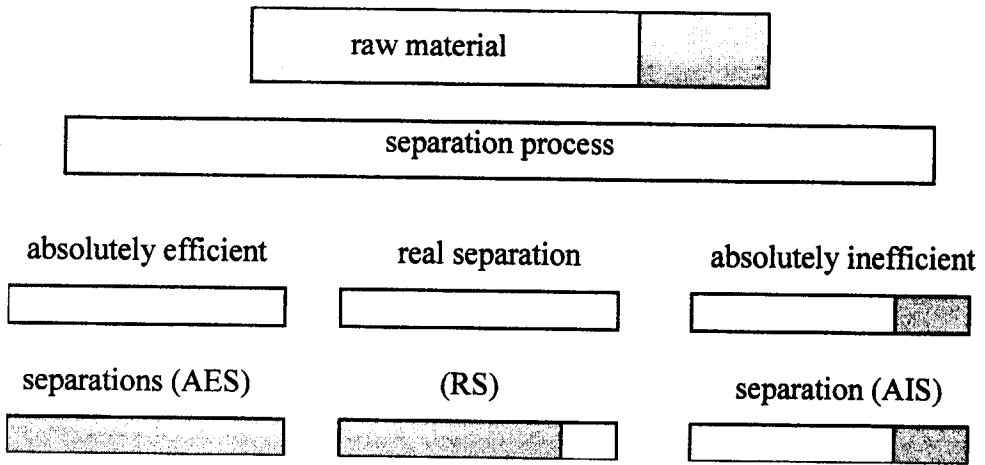 raw material
separation process
absolutely efficient
real separation
absolutely inefficient
separations (AES)
(RS)
separation (AIS)